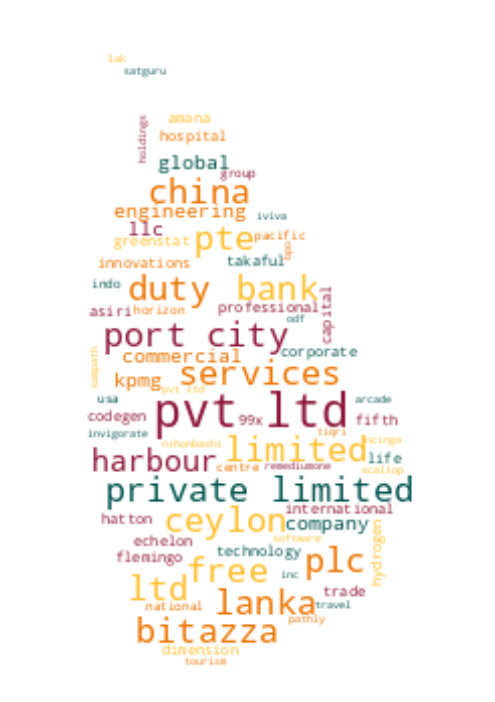 lak
satguru
holdings
amana
hospital
global
group
china
engineering
iviva
llc
greenstat
pte
pacific
bpo
innovations
takaful
indo
duty
bank
asiri
horizon
professional
capital
odf
port city
sampath
commercial
corporate
kpmg
services
pvt ltd
usa
codegen
pvt ltd
99x
arcade
fifth
invigorate
tiqri
nihonbashi
limited
ncinga
harbour
centre
remediumone
life
scallop
private limited
hatton
ceylon
international
company
echelon
software
hydrogen
flemingo
technology
free
inc
plc
ltd
trade
national
lanka
travel
bitazza
pathly
dimension
tourism